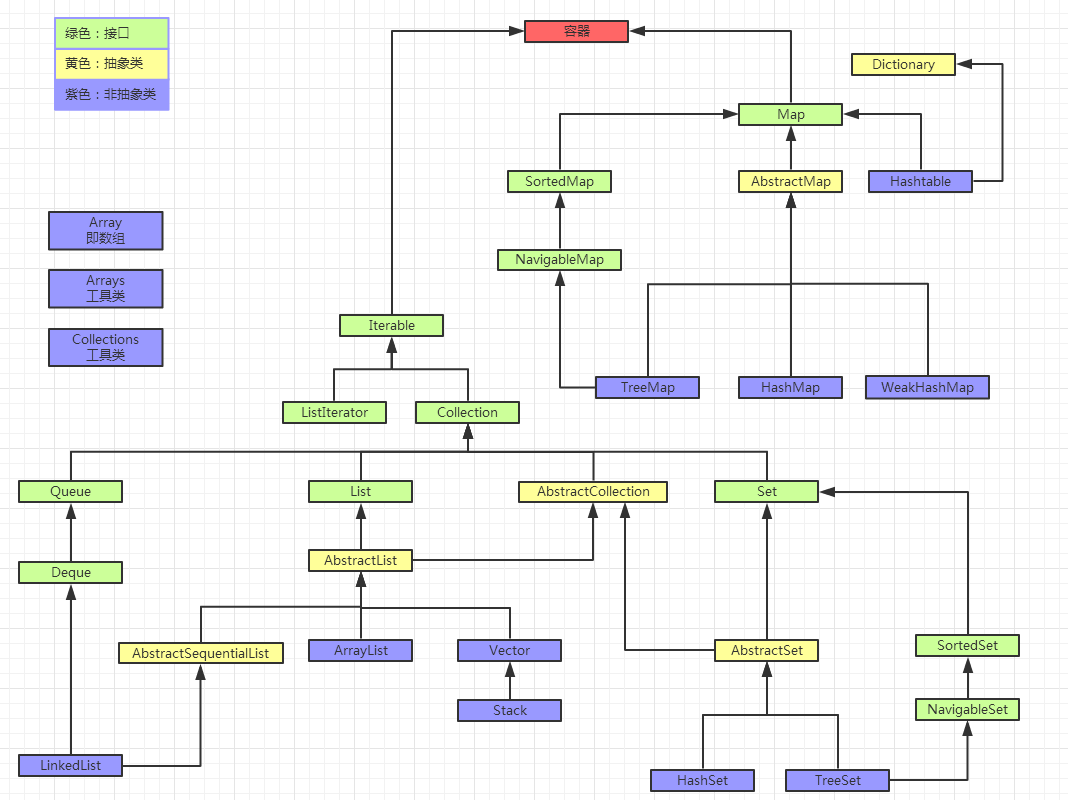 绿色：接口
黄色：抽象类
紫色：非抽象类
容器
Dictionary
Map
SortedMap
AbstractMap
Hashtable
Array
即数组
NavigableMap
Arrays
工具类
Iterable
Collections
工具类
TreeMap
HashMap
WeakHashMap
ListIterator
Collection
Queue
List
AbstractCollection
Set
AbstractList
Deque
AbstractSequentialList
ArrayList
Vector
AbstractSet
SortedSet
Stack
NavigableSet
LinkedList
HashSet
TreeSet